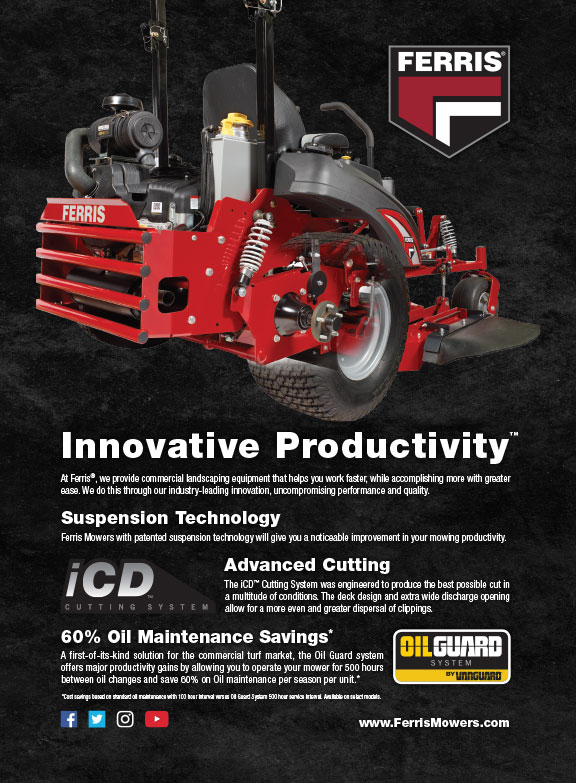 FERRIS®
FERRIS
Innovative Productivity™
At Ferris®, we provide commercial landscaping equipment that helps you work faster, while accomplishing more with greater
ease. We do this through our industry-leading innovation, uncompromising performance and quality.
Suspension Technology
Ferris Mowers with patented suspension technology will give you a noticeable improvement in your mowing productivity.
iCD™
CUTTING SYSTEM
Advanced Cutting
The iCD™ Cutting System was engineered to produce the best possible cut in
a multitude of conditions. The deck design and extra wide discharge opening
allow for a more even and greater dispersal of clippings.
60% Oil Maintenance Savings*
A first-of-its-kind solution for the commercial turf market, the Oil Guard system
offers major productivity gains by allowing you to operate your mower for 500 hours
between oil changes and save 60% on Oil maintenance per season per unit.*
OILGUARD
SYSTEM
BY VANGUARD
*Cost savings based on standard oil maintenance with 100 hour interval versus Oil Guard System 500 hour service interval. Available on select models.
www.FerrisMowers.com